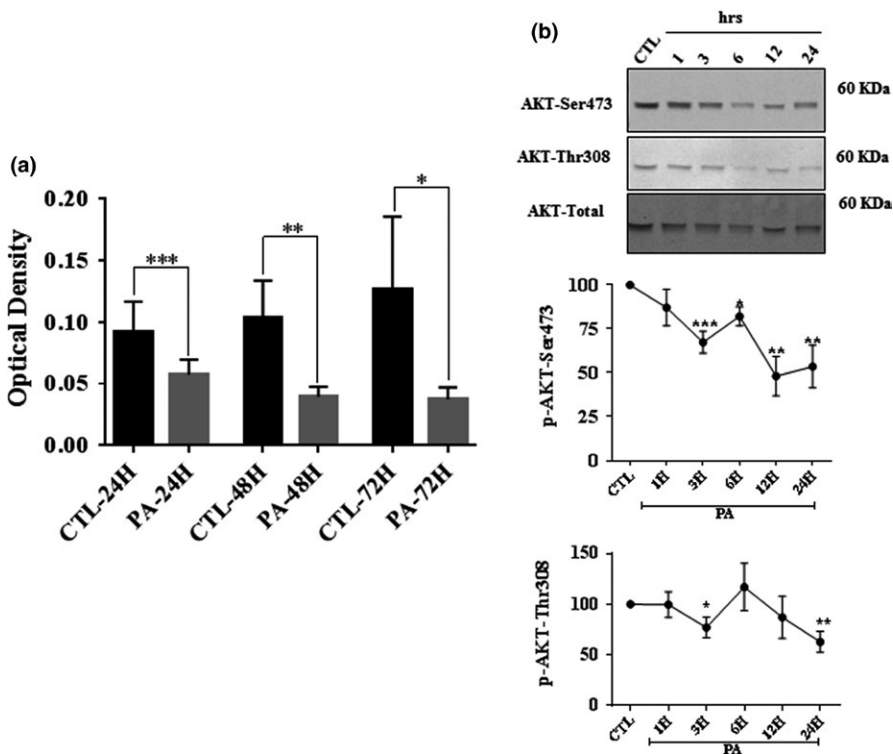 (a)
Optical Density
0.20
0.15
0.10
0.05
0.00
***
**
*
CTL-24H
PA-24H
CTL-48H
PA-48H
CTL-72H
PA-72H
(b)
hrs
CTL 1 3 6 12 24
AKT-Ser473 60 KDa
AKT-Thr308 60 KDa
AKT-Total 60 KDa
p-AKT-Ser473
100
75
50
25
0
***
*
**
**
CTL 1H 3H 6H 12H 24H
PA
p-AKT-Thr308
150
100
50
0
*
**
CTL 1H 3H 6H 12H 24H
PA